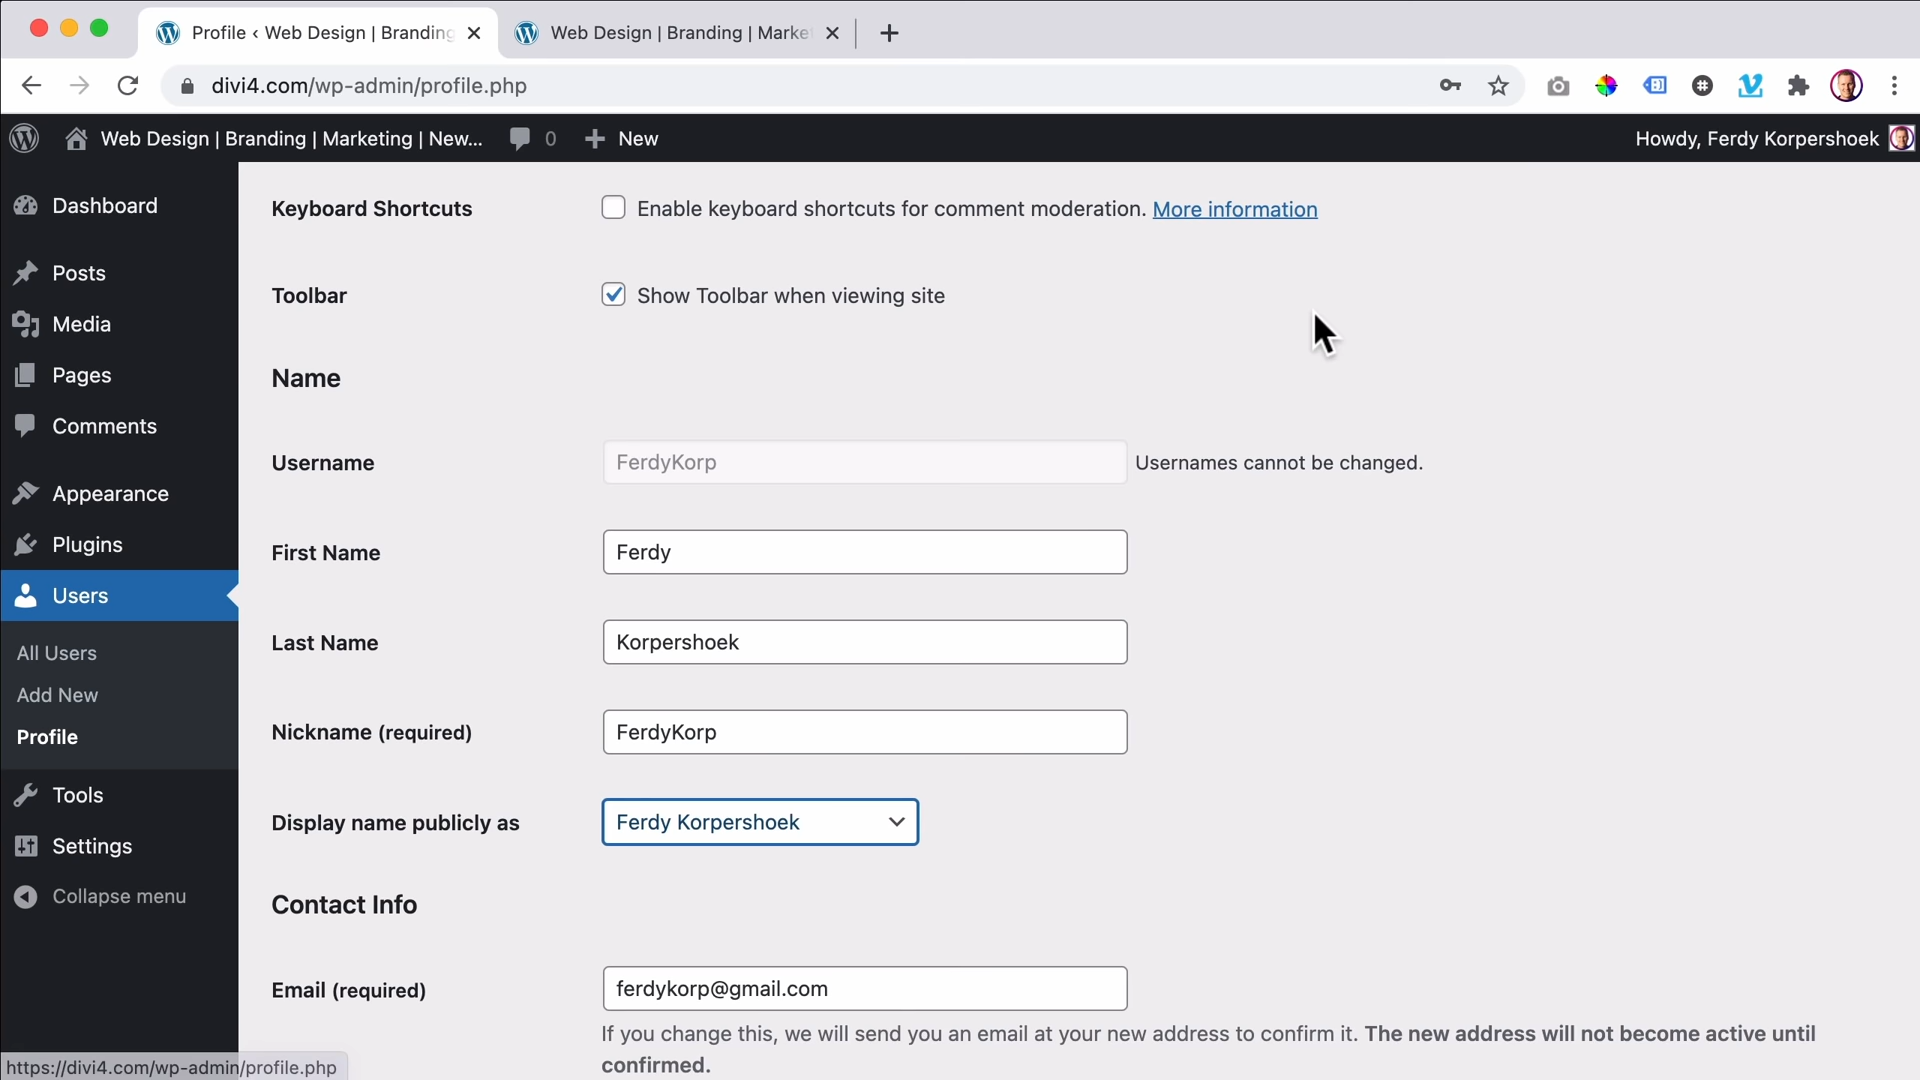 Profile ‹ Web Design | Branding
Web Design | Branding | Marke
divi4.com/wp-admin/profile.php
Web Design | Branding | Marketing | New...
0
New
Howdy, Ferdy Korpershoek
Dashboard
Posts
Media
Pages
Comments
Appearance
Plugins
Users
All Users
Add New
Profile
Tools
Settings
Collapse menu
Keyboard Shortcuts
Enable keyboard shortcuts for comment moderation. More information
Toolbar
Show Toolbar when viewing site
Name
Username
FerdyKorp
Usernames cannot be changed.
First Name
Ferdy
Last Name
Korpershoek
Nickname (required)
FerdyKorp
Display name publicly as
Ferdy Korpershoek
Contact Info
Email (required)
ferdykorp@gmail.com
If you change this, we will send you an email at your new address to confirm it. The new address will not become active until
confirmed.
https://divi4.com/wp-admin/profile.php